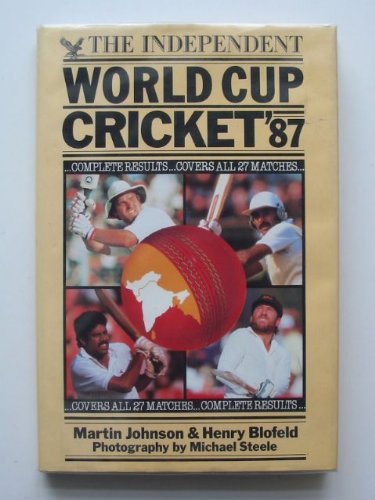 THE INDEPENDENT
WORLD CUP
CRICKET '87
...COMPLETE RESULTS...COVERS ALL 27 MATCHES...
...COVERS ALL 27 MATCHES...COMPLETE RESULTS...
Martin Johnson & Henry Blofeld
Photography by Michael Steele